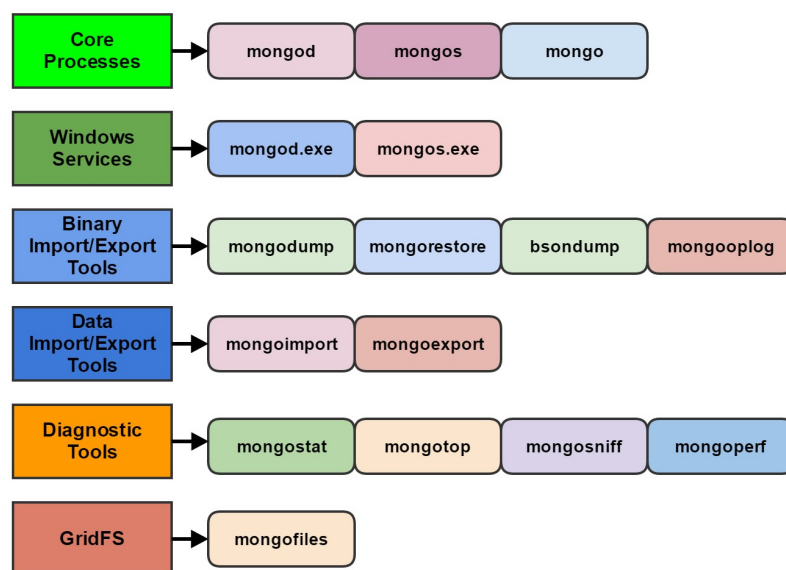 Core
Processes
mongod
mongos
mongo
Windows
Services
mongod.exe
mongos.exe
Binary
Import/Export
Tools
mongodump
mongorestore
bsondump
mongooplog
Data
Import/Export
Tools
mongoimport
mongoexport
Diagnostic
Tools
mongostat
mongotop
mongosniff
mongoperf
GridFS
mongofiles